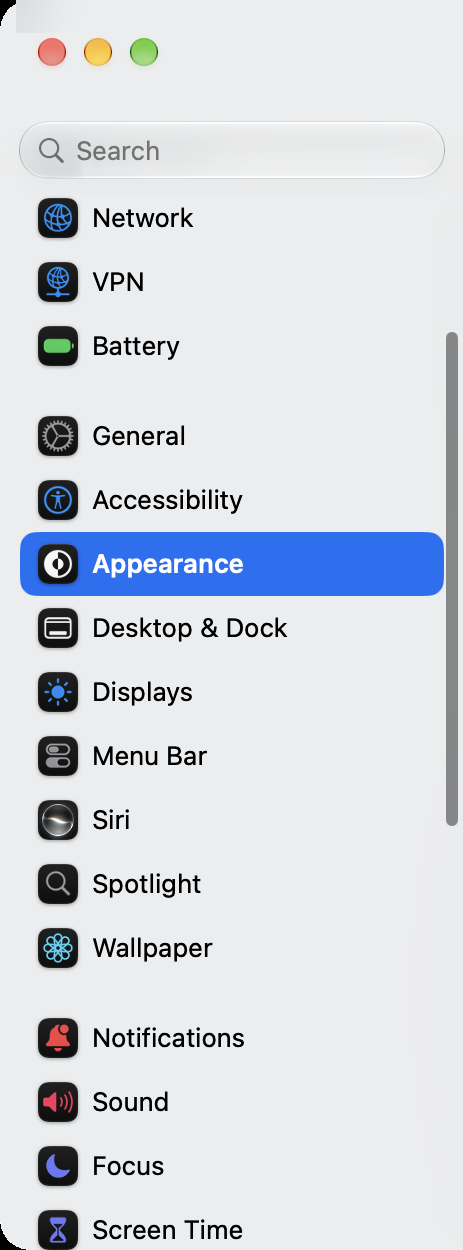 Search
Network
VPN
Battery
General
Accessibility
Appearance
Desktop & Dock
Displays
Menu Bar
Siri
Spotlight
Wallpaper
Notifications
Sound
Focus
Screen Time